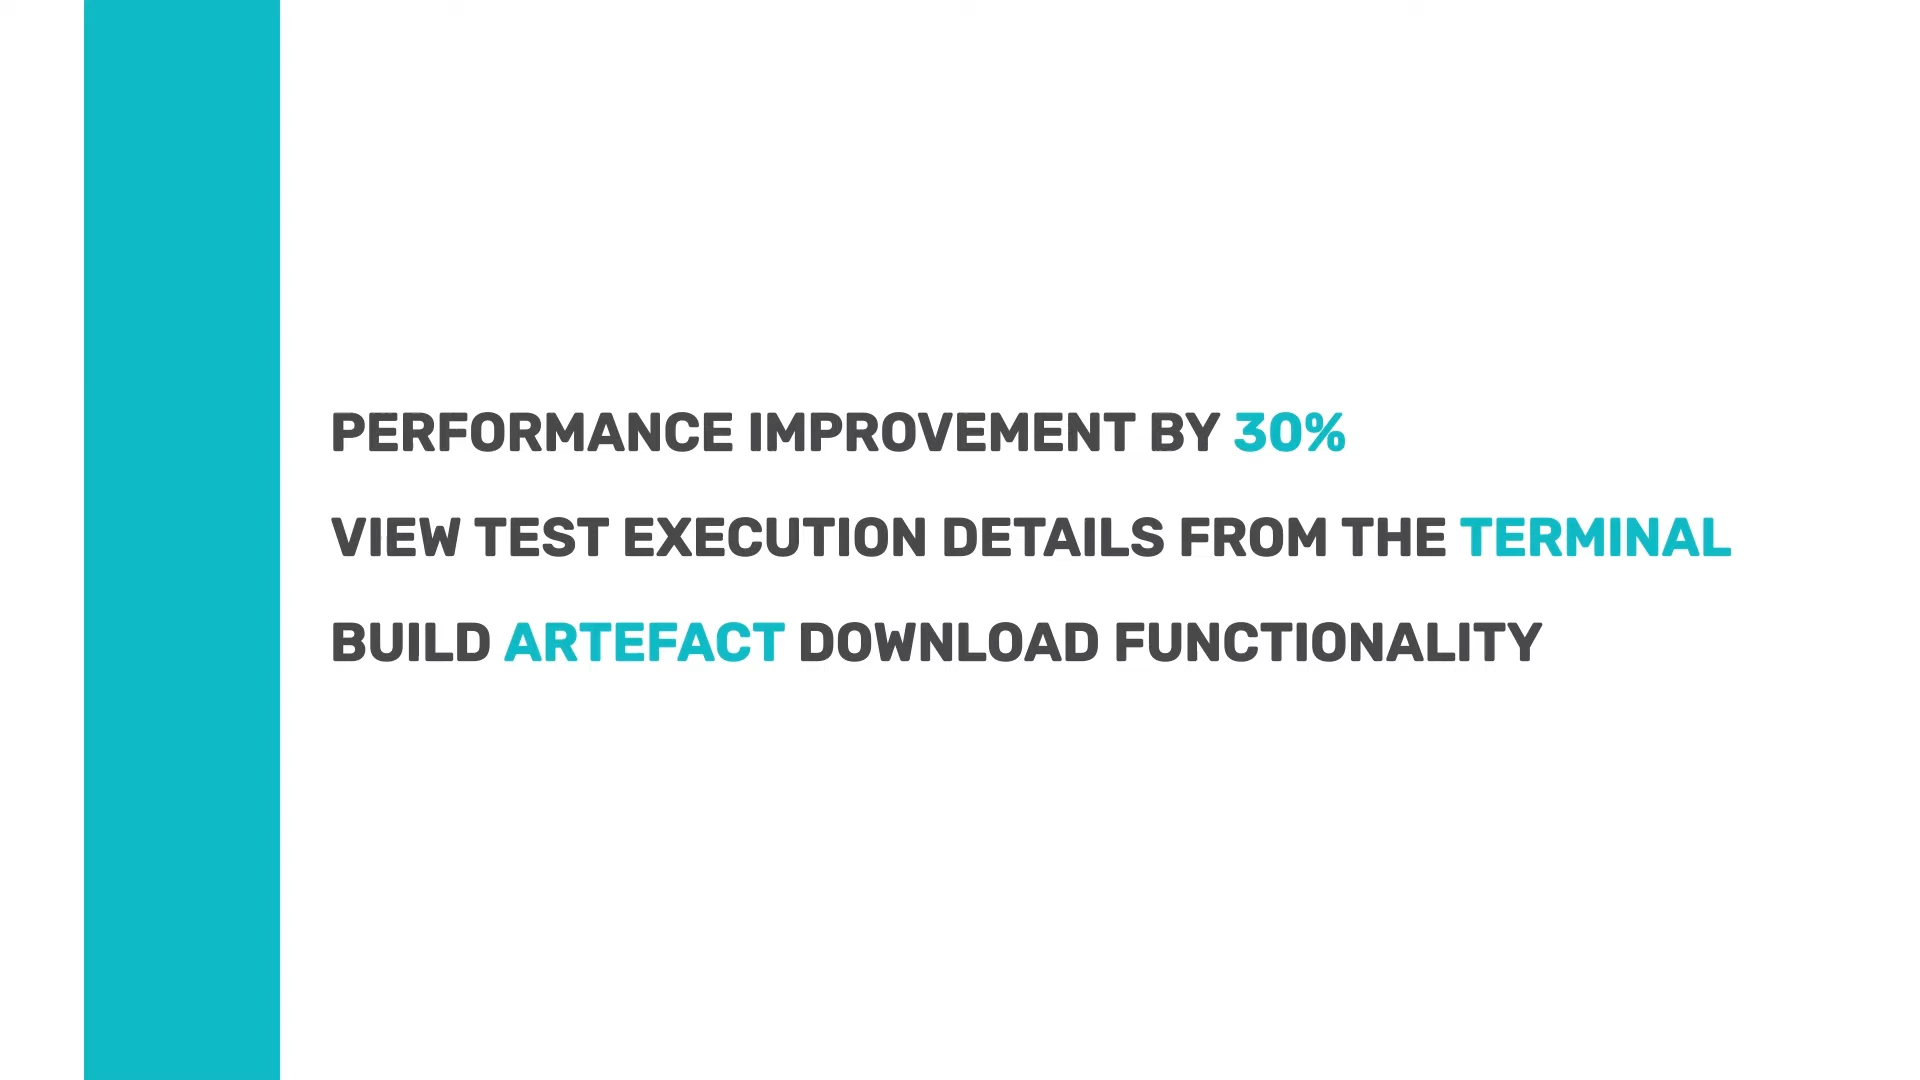 PERFORMANCE IMPROVEMENT BY 30%
VIEW TEST EXECUTION DETAILS FROM THE TERMINAL
BUILD ARTEFACT DOWNLOAD FUNCTIONALITY